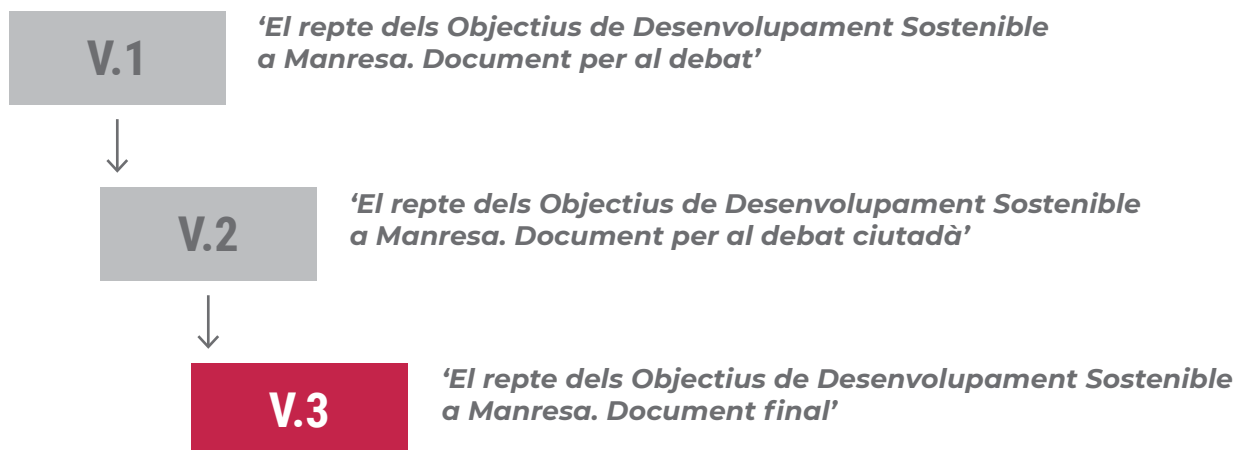 V.1
‘El repte dels Objectius de Desenvolupament Sostenible
a Manresa. Document per al debat’
V.2
‘El repte dels Objectius de Desenvolupament Sostenible
a Manresa. Document per al debat ciutadà’
V.3
‘El repte dels Objectius de Desenvolupament Sostenible
a Manresa. Document final’